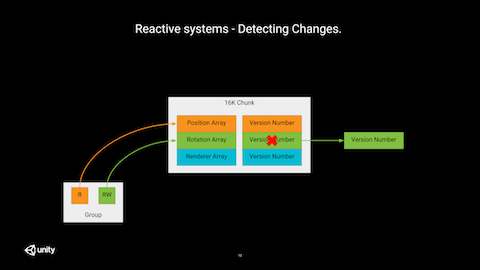 Reactive systems - Detecting Changes.
16K Chunk
Position Array
Version Number
Rotation Array
Version Number
Version Number
Renderer Array
Version Number
R
RW
Group
unity
12